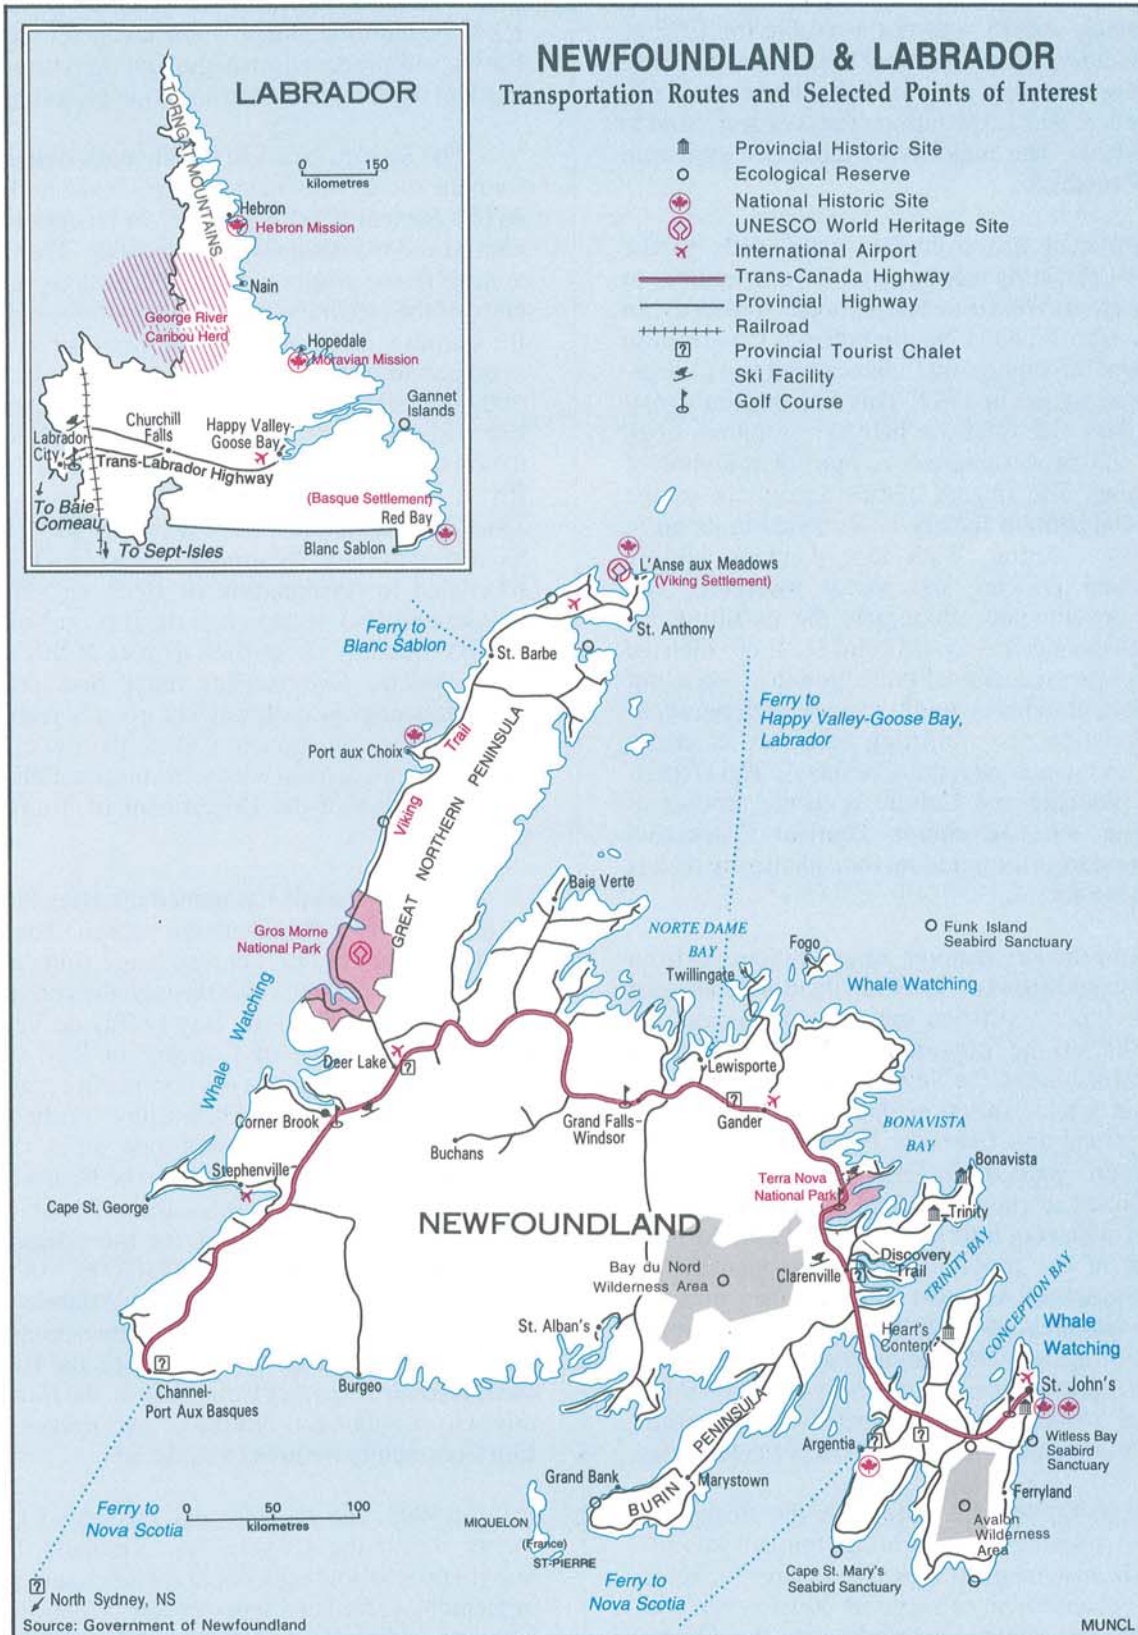 NEWFOUNDLAND & LABRADOR
Transportation Routes and Selected Points of Interest
Provincial Historic Site
Ecological Reserve
National Historic Site
UNESCO World Heritage Site
International Airport
Trans-Canada Highway
Provincial Highway
Railroad
? Provincial Tourist Chalet
Ski Facility
Golf Course
LABRADOR
0 150
kilometres
TORNGAT MOUNTAINS
Hebron
Hebron Mission
Nain
George River
Caribou Herd
Hopedale
Moravian Mission
Gannet
Islands
Churchill
Falls
Happy Valley-
Goose Bay
Labrador
City
Trans-Labrador Highway
To Baie
Comeau
To Sept-Isles
(Basque Settlement)
Red Bay
Blanc Sablon
L'Anse aux Meadows
(Viking Settlement)
St. Anthony
Ferry to
Blanc Sablon
St. Barbe
Ferry to
Happy Valley-Goose Bay,
Labrador
Port aux Choix
Viking Trail
GREAT NORTHERN PENINSULA
Baie Verte
Gros Morne
National Park
NORTE DAME
BAY
Fogo
Funk Island
Seabird Sanctuary
Twillingate
Whale Watching
Whale Watching
Deer Lake
?
Lewisporte
Corner Brook
Grand Falls-
Windsor
?
Gander
BONAVISTA
BAY
Buchans
Stephenville
Bonavista
Cape St. George
Terra Nova
National Park
Trinity
NEWFOUNDLAND
Discovery
Trail
TRINITY BAY
Bay du Nord
Wilderness Area
Clarenville
?
CONCEPTION BAY
St. Alban's
Heart's
Content
Whale
Watching
?
Channel-
Port Aux Basques
Burgeo
St. John's
BURIN PENINSULA
Argentia
?
?
Witless Bay
Seabird
Sanctuary
Grand Bank
Marystown
Ferryland
Ferry to
Nova Scotia
0 50 100
kilometres
MIQUELON
(France)
ST-PIERRE
Avalon
Wilderness
Area
Cape St. Mary's
Seabird Sanctuary
Ferry to
Nova Scotia
?
North Sydney, NS
Source: Government of Newfoundland
MUNCL